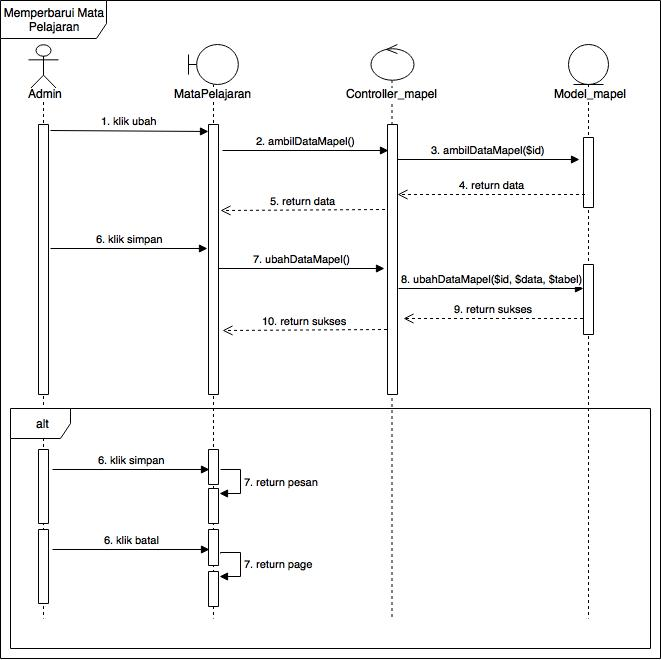 Memperbarui Mata
Pelajaran
Admin
MataPelajaran
Controller_mapel
Model_mapel
1. klik ubah
2. ambilDataMapel()
3. ambilDataMapel($id)
4. return data
5. return data
6. klik simpan
7. ubahDataMapel()
8. ubahDataMapel($id, $data, $tabel)
9. return sukses
10. return sukses
alt
6. klik simpan
7. return pesan
6. klik batal
7. return page